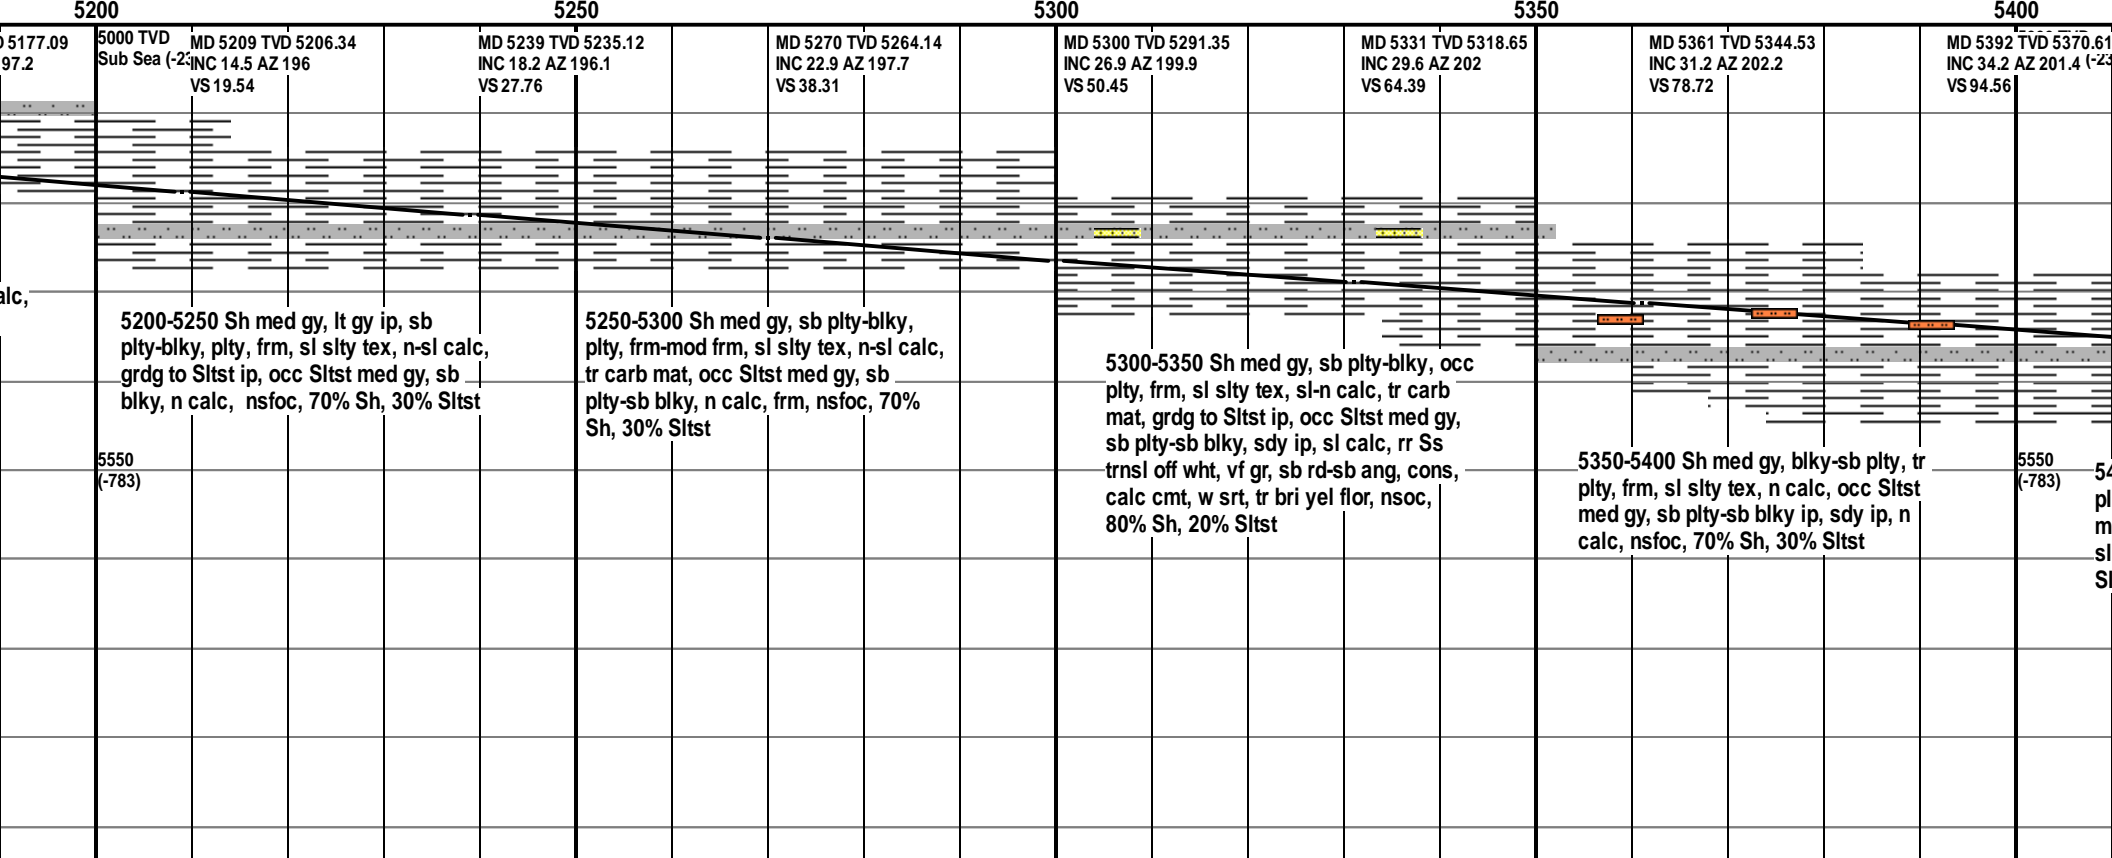 5200 5250 5300 5350 5400
5177.09
97.2
5000 TVD
Sub Sea (-23
MD 5209 TVD 5206.34
INC 14.5 AZ 196
VS 19.54
MD 5239 TVD 5235.12
INC 18.2 AZ 196.1
VS 27.76
MD 5270 TVD 5264.14
INC 22.9 AZ 197.7
VS 38.31
MD 5300 TVD 5291.35
INC 26.9 AZ 199.9
VS 50.45
MD 5331 TVD 5318.65
INC 29.6 AZ 202
VS 64.39
MD 5361 TVD 5344.53
INC 31.2 AZ 202.2
VS 78.72
MD 5392 TVD 5370.61
INC 34.2 AZ 201.4 (-23
VS 94.56
alc,
5200-5250 Sh med gy, lt gy ip, sb
plty-blky, plty, frm, sl slty tex, n-sl calc,
grdg to Sltst ip, occ Sltst med gy, sb
blky, n calc, nsfoc, 70% Sh, 30% Sltst
5250-5300 Sh med gy, sb plty-blky,
plty, frm-mod frm, sl slty tex, n-sl calc,
tr carb mat, occ Sltst med gy, sb
plty-sb blky, n calc, frm, nsfoc, 70%
Sh, 30% Sltst
5300-5350 Sh med gy, sb plty-blky, occ
plty, frm, sl slty tex, sl-n calc, tr carb
mat, grdg to Sltst ip, occ Sltst med gy,
sb plty-sb blky, sdy ip, sl calc, rr Ss
trnsl off wht, vf gr, sb rd-sb ang, cons,
calc cmt, w srt, tr bri yel flor, nsoc,
80% Sh, 20% Sltst
5350-5400 Sh med gy, blky-sb plty, tr
plty, frm, sl slty tex, n calc, occ Sltst
med gy, sb plty-sb blky ip, sdy ip, n
calc, nsfoc, 70% Sh, 30% Sltst
5550
(-783)
5550
(-783)
54
pl
m
sl